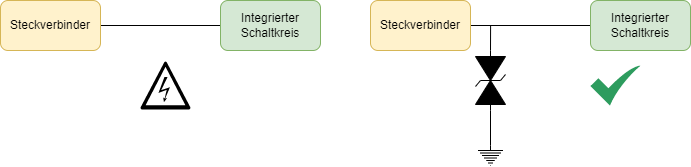 Steckverbinder
Integrierter
Schaltkreis
Steckverbinder
Integrierter
Schaltkreis